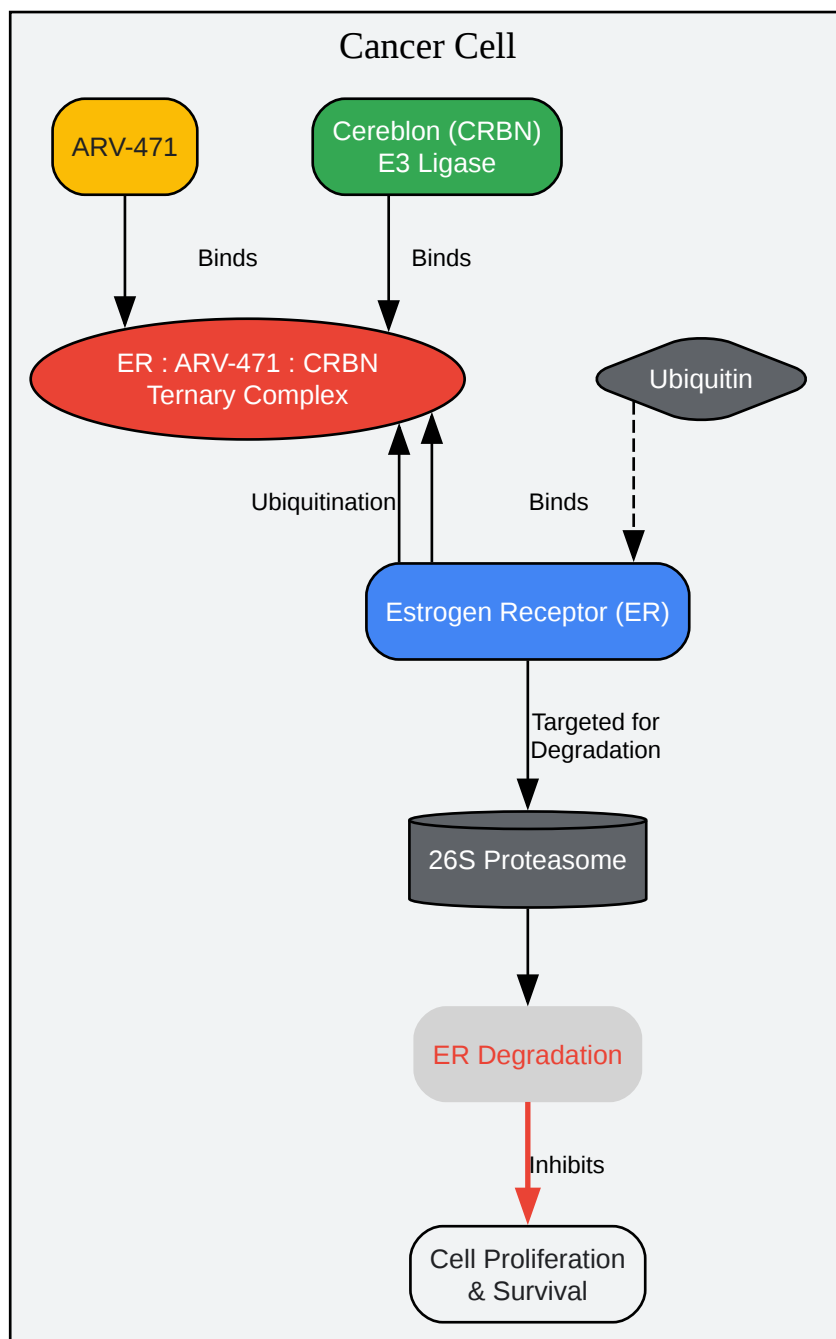 Cancer Cell
ARV-471
Cereblon (CRBN)
E3 Ligase
Binds
Binds
ER : ARV-471 : CRBN
Ternary Complex
Ubiquitin
Ubiquitination
Binds
Estrogen Receptor (ER)
Targeted for
Degradation
26S Proteasome
ER Degradation
Inhibits
Cell Proliferation
& Survival